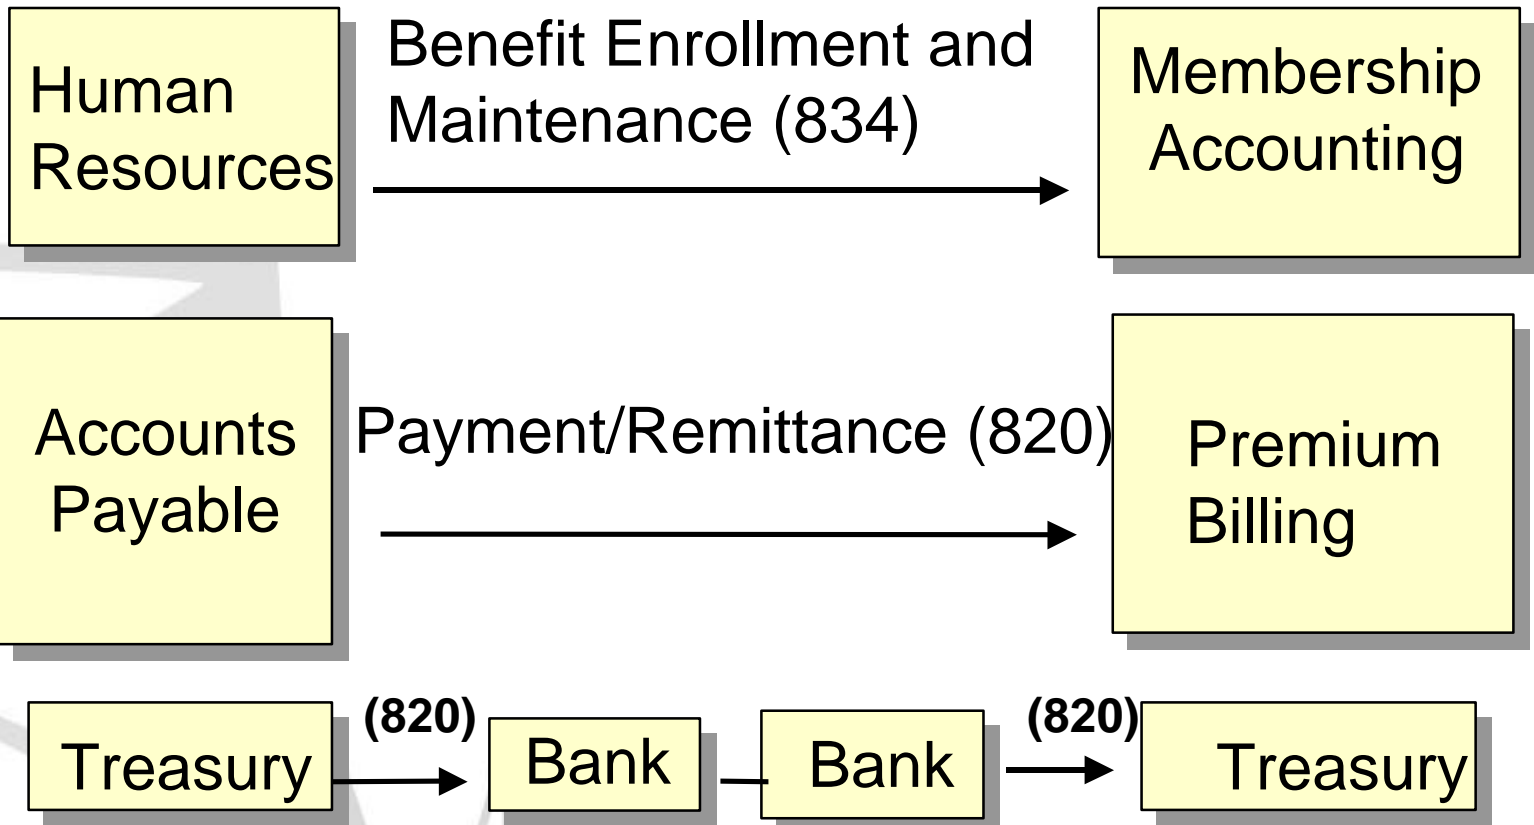 Human
Resources
Benefit Enrollment and
Maintenance (834)
Membership
Accounting
Accounts
Payable
Payment/Remittance (820)
Premium
Billing
Treasury
(820)
Bank
Bank
(820)
Treasury